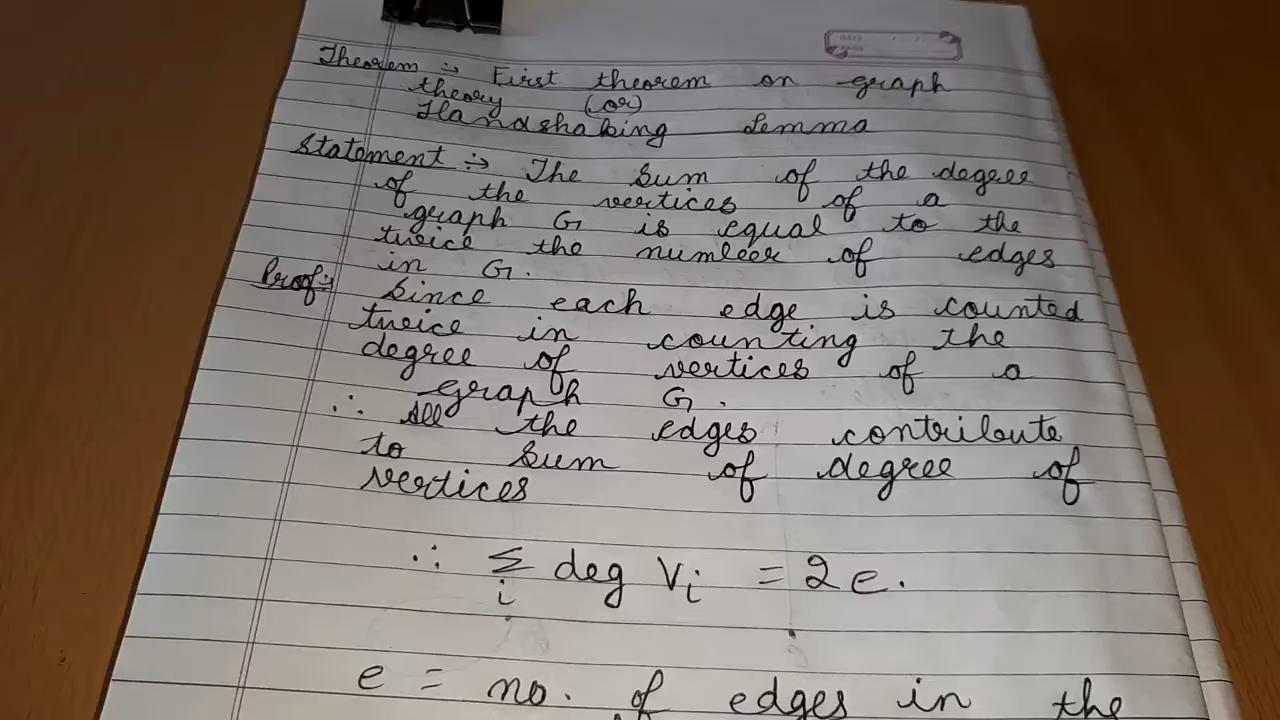 Theorem :- First theorem on graph
theory (or)
Handshaking Lemma
Statement :- The sum of the degree
of the vertices of a
graph G is equal to the
twice the number of edges
in G.
Proof :- Since each edge is counted
twice in counting the
degree of vertices of a
graph G.
∴ All the edges contribute
to sum of degree of
vertices
∴ Σ deg Vi = 2e.
i
e = no. of edges in the